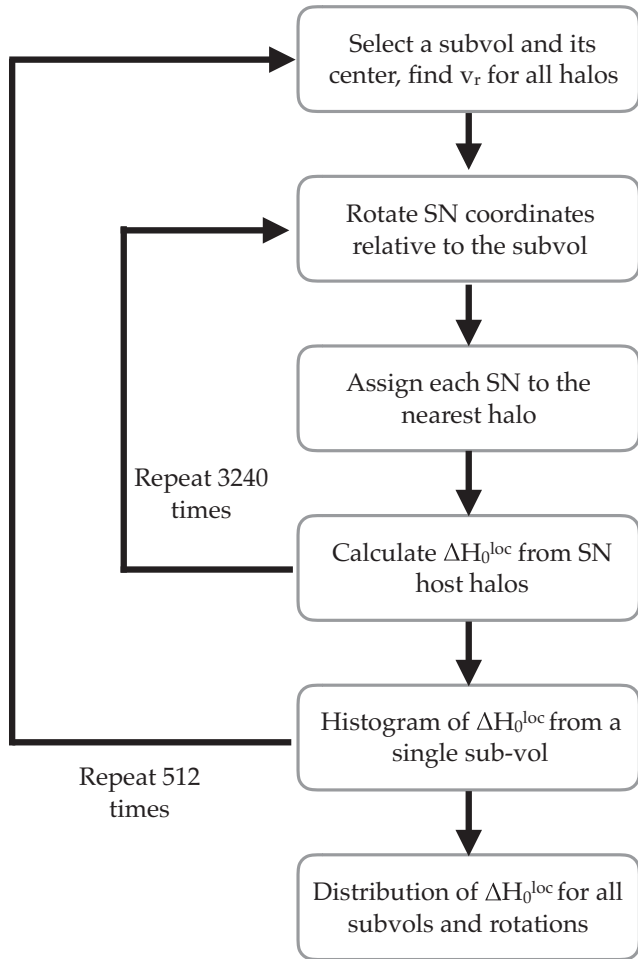 Select a subvol and its
center, find vᵣ for all halos
Rotate SN coordinates
relative to the subvol
Assign each SN to the
nearest halo
Repeat 3240
times
Calculate ΔH₀ˡᵒᶜ from SN
host halos
Histogram of ΔH₀ˡᵒᶜ from a
single sub-vol
Repeat 512
times
Distribution of ΔH₀ˡᵒᶜ for all
subvols and rotations